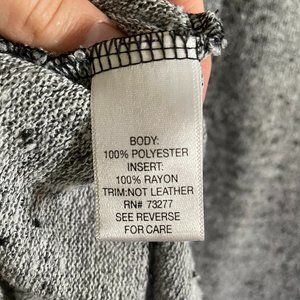 BODY:
100% POLYESTER
INSERT:
100% RAYON
TRIM:NOT LEATHER
RN# 73277
SEE REVERSE
FOR CARE